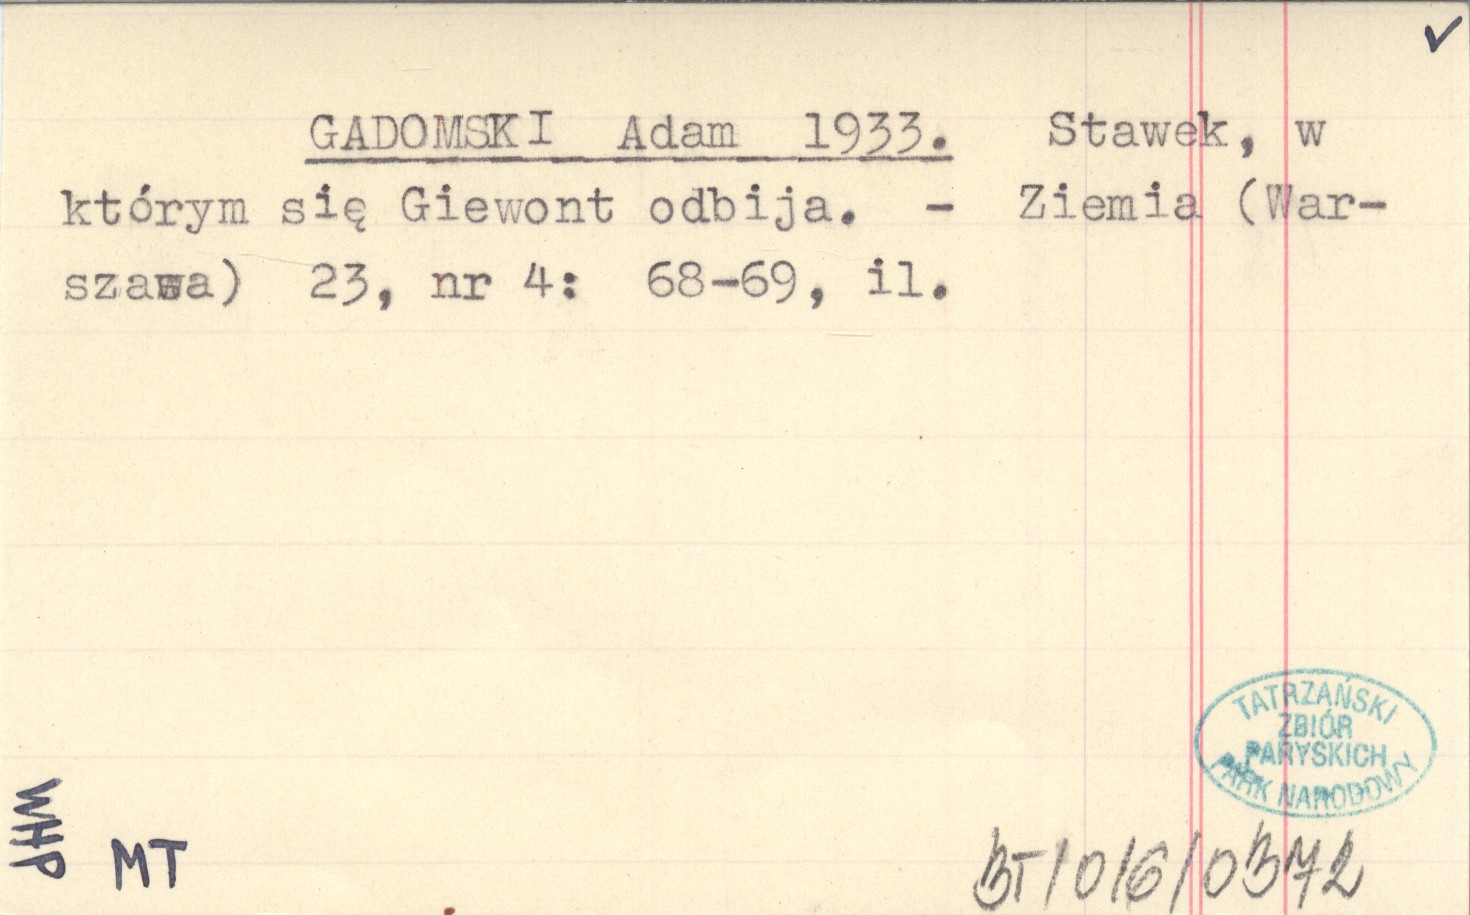 ✓
GADOMSKI Adam 1933. Stawek, w
którym się Giewont odbija. - Ziemia (War-
szawa) 23, nr 4: 68-69, il.
TATRZAŃSKI
ZBIÓR
PARYSKICH
PARK NARODOWY
WHP
MT
BT/016/0372